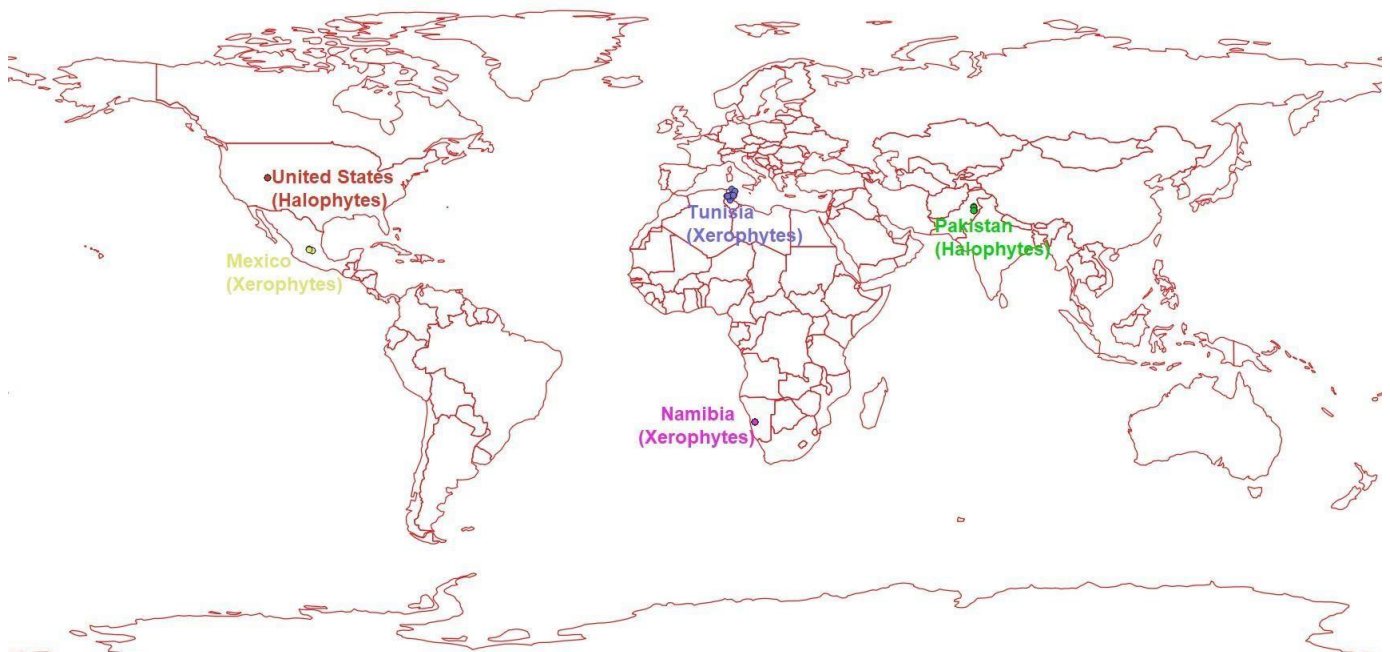 United States
(Halophytes)
Mexico
(Xerophytes)
Tunisia
(Xerophytes)
Pakistan
(Halophytes)
Namibia
(Xerophytes)